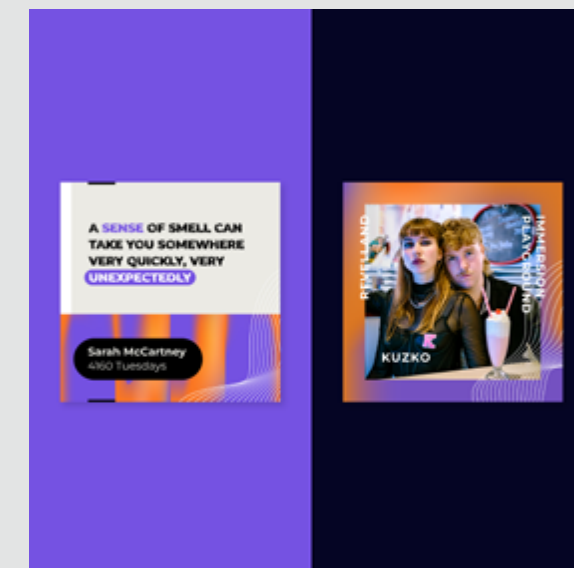 A SENSE OF SMELL CAN
TAKE YOU SOMEWHERE
VERY QUICKLY, VERY
UNEXPECTEDLY
Sarah McCartney
4160 Tuesdays
REVELLAND
IMMERSION
PLAYGROUND
KUZKO